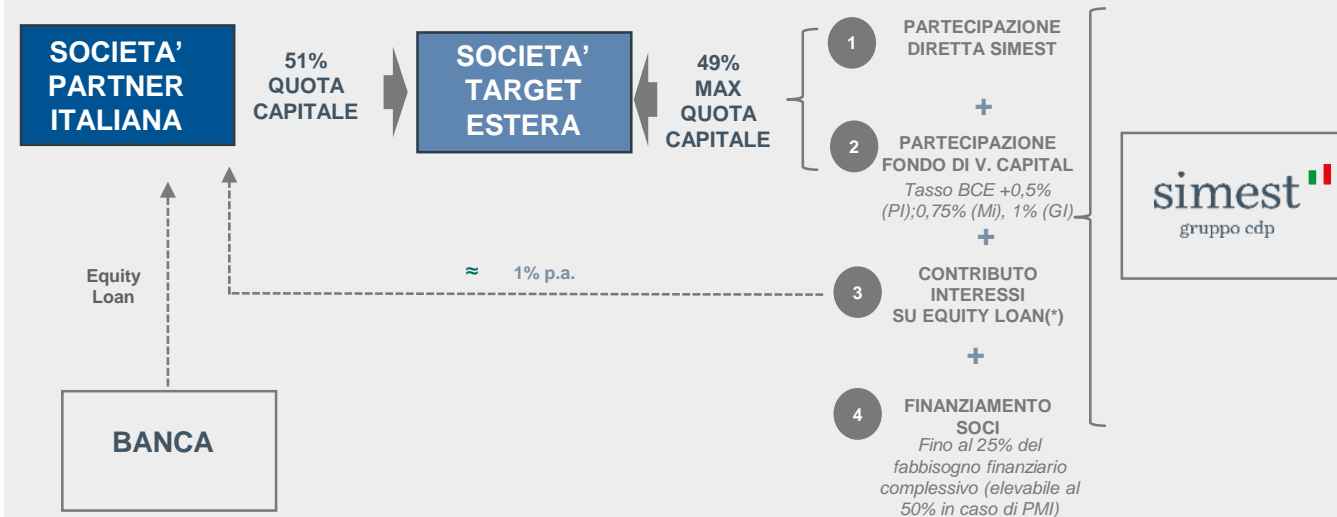 SOCIETA’
PARTNER
ITALIANA
51%
QUOTA
CAPITALE
SOCIETA’
TARGET
ESTERA
49%
MAX
QUOTA
CAPITALE
1
PARTECIPAZIONE
DIRETTA SIMEST
+
2
PARTECIPAZIONE
FONDO DI V. CAPITAL
Tasso BCE +0,5%
(PI);0,75% (Mi), 1% (GI)
+
simest
gruppo cdp
Equity
Loan
≈ 1% p.a.
3
CONTRIBUTO
INTERESSI
SU EQUITY LOAN(*)
+
4
FINANZIAMENTO
SOCI
Fino al 25% del
fabbisogno finanziario
complessivo (elevabile al
50% in caso di PMI)
BANCA